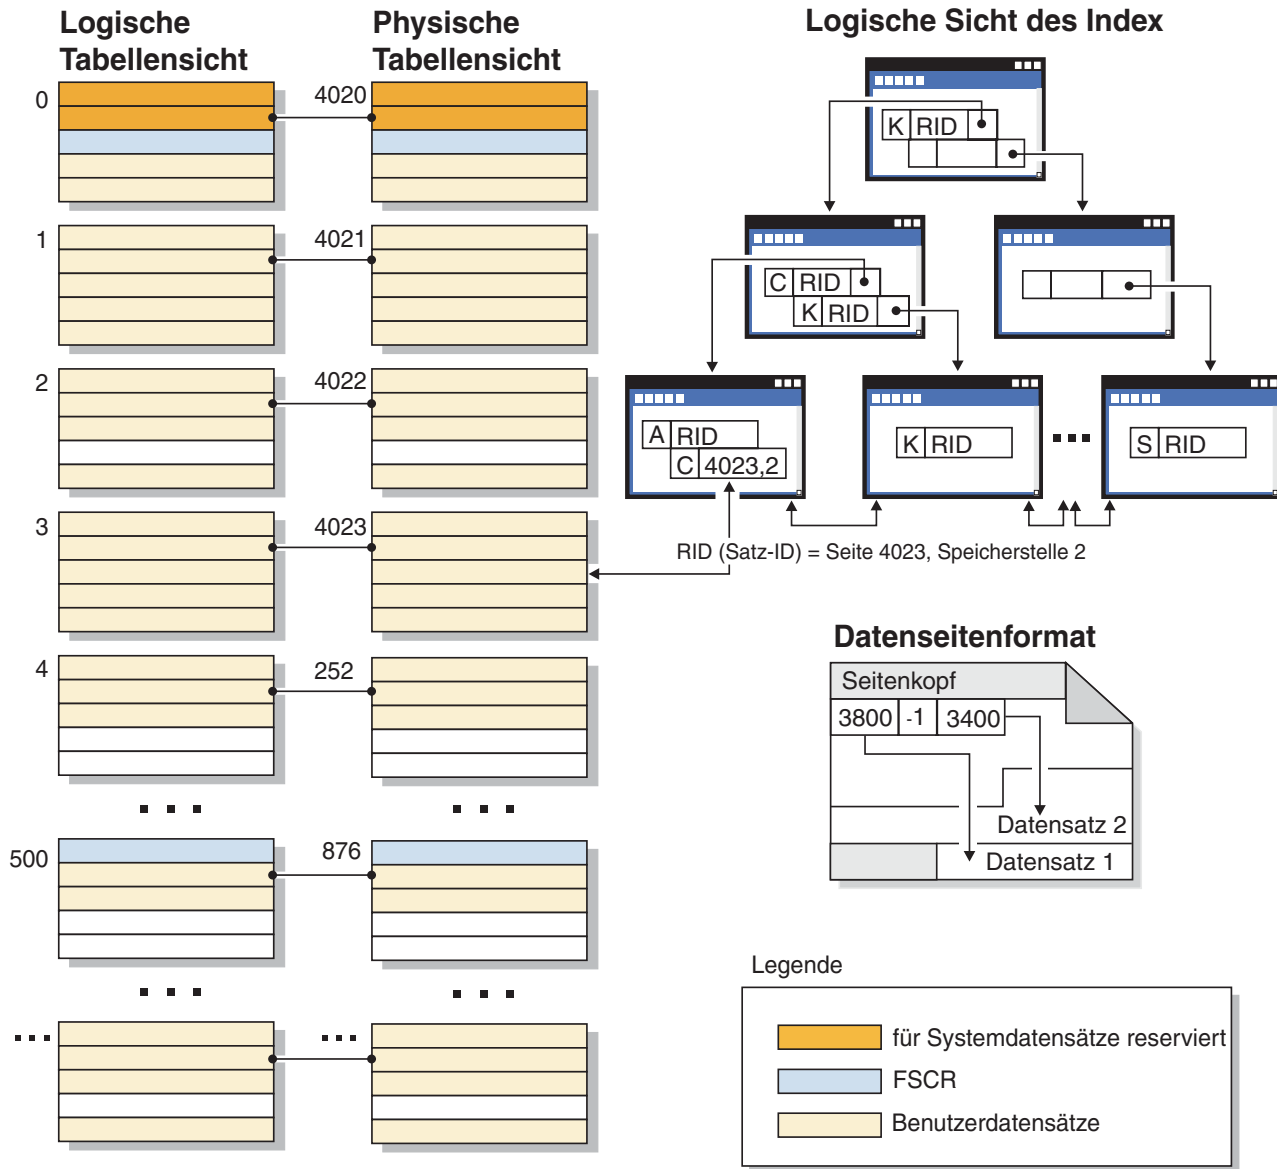 Logische
Tabellensicht
Physische
Tabellensicht
Logische Sicht des Index
0
4020
1
4021
2
4022
3
4023
4
252
500
876
K RID
C RID
K RID
A RID
C 4023,2
K RID
S RID
RID (Satz-ID) = Seite 4023, Speicherstelle 2
Datenseitenformat
Seitenkopf
3800 -1 3400
Datensatz 2
Datensatz 1
Legende
für Systemdatensätze reserviert
FSCR
Benutzerdatensätze